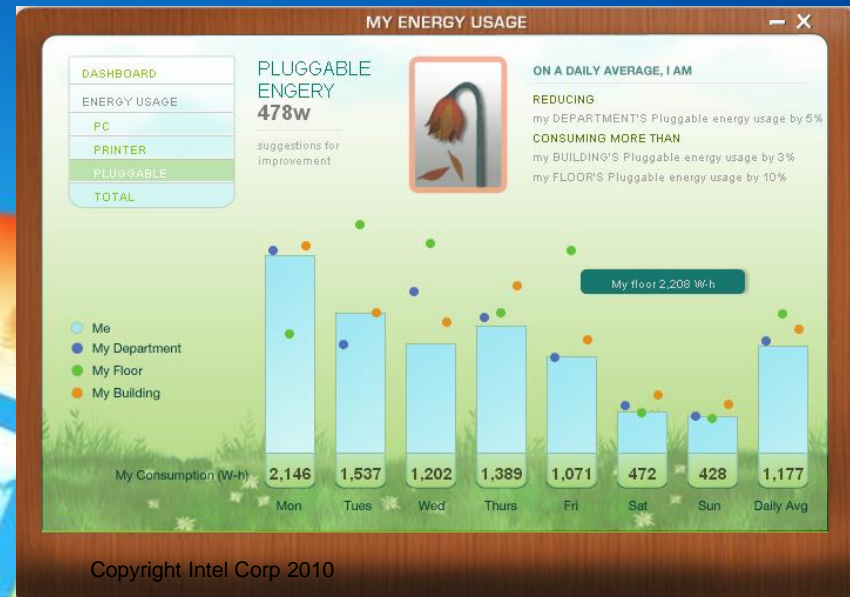 MY ENERGY USAGE
DASHBOARD
ENERGY USAGE
PC
PRINTER
PLUGGABLE
TOTAL
PLUGGABLE
ENGERY
478w
suggestions for
improvement
ON A DAILY AVERAGE, I AM
REDUCING
my DEPARTMENT'S Pluggable energy usage by 5%
CONSUMING MORE THAN
my BUILDING'S Pluggable energy usage by 3%
my FLOOR'S Pluggable energy usage by 10%
My floor 2,208 W-h
Me
My Department
My Floor
My Building
My Consumption (W-h) 2,146 1,537 1,202 1,389 1,071 472 428 1,177
Mon Tues Wed Thurs Fri Sat Sun Daily Avg
Copyright Intel Corp 2010